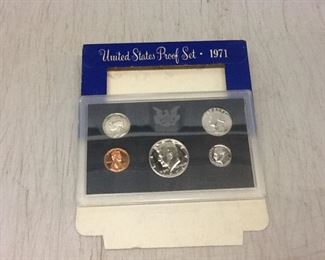 United States Proof Set · 1971